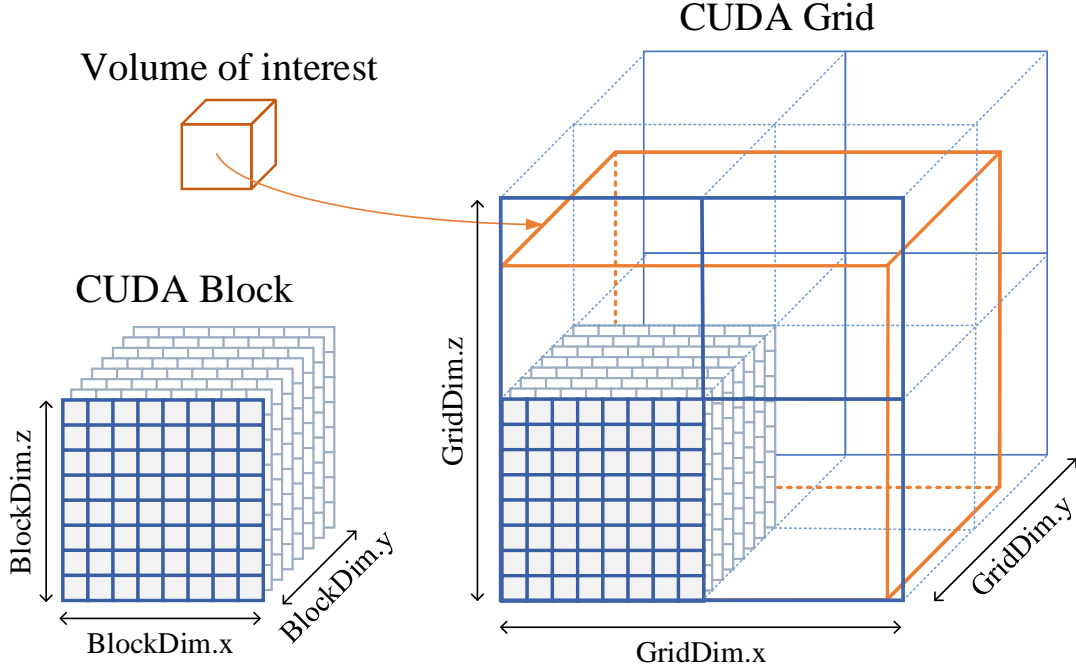 CUDA Grid
Volume of interest
CUDA Block
GridDim.z
BlockDim.z
BlockDim.y
GridDim.y
BlockDim.x
GridDim.x